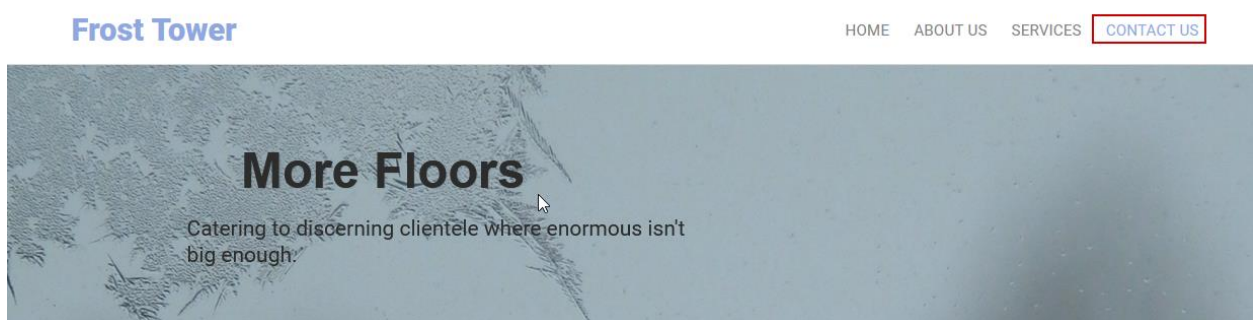 Frost Tower
HOME ABOUT US SERVICES CONTACT US
More Floors
Catering to discerning clientele where enormous isn't
big enough.